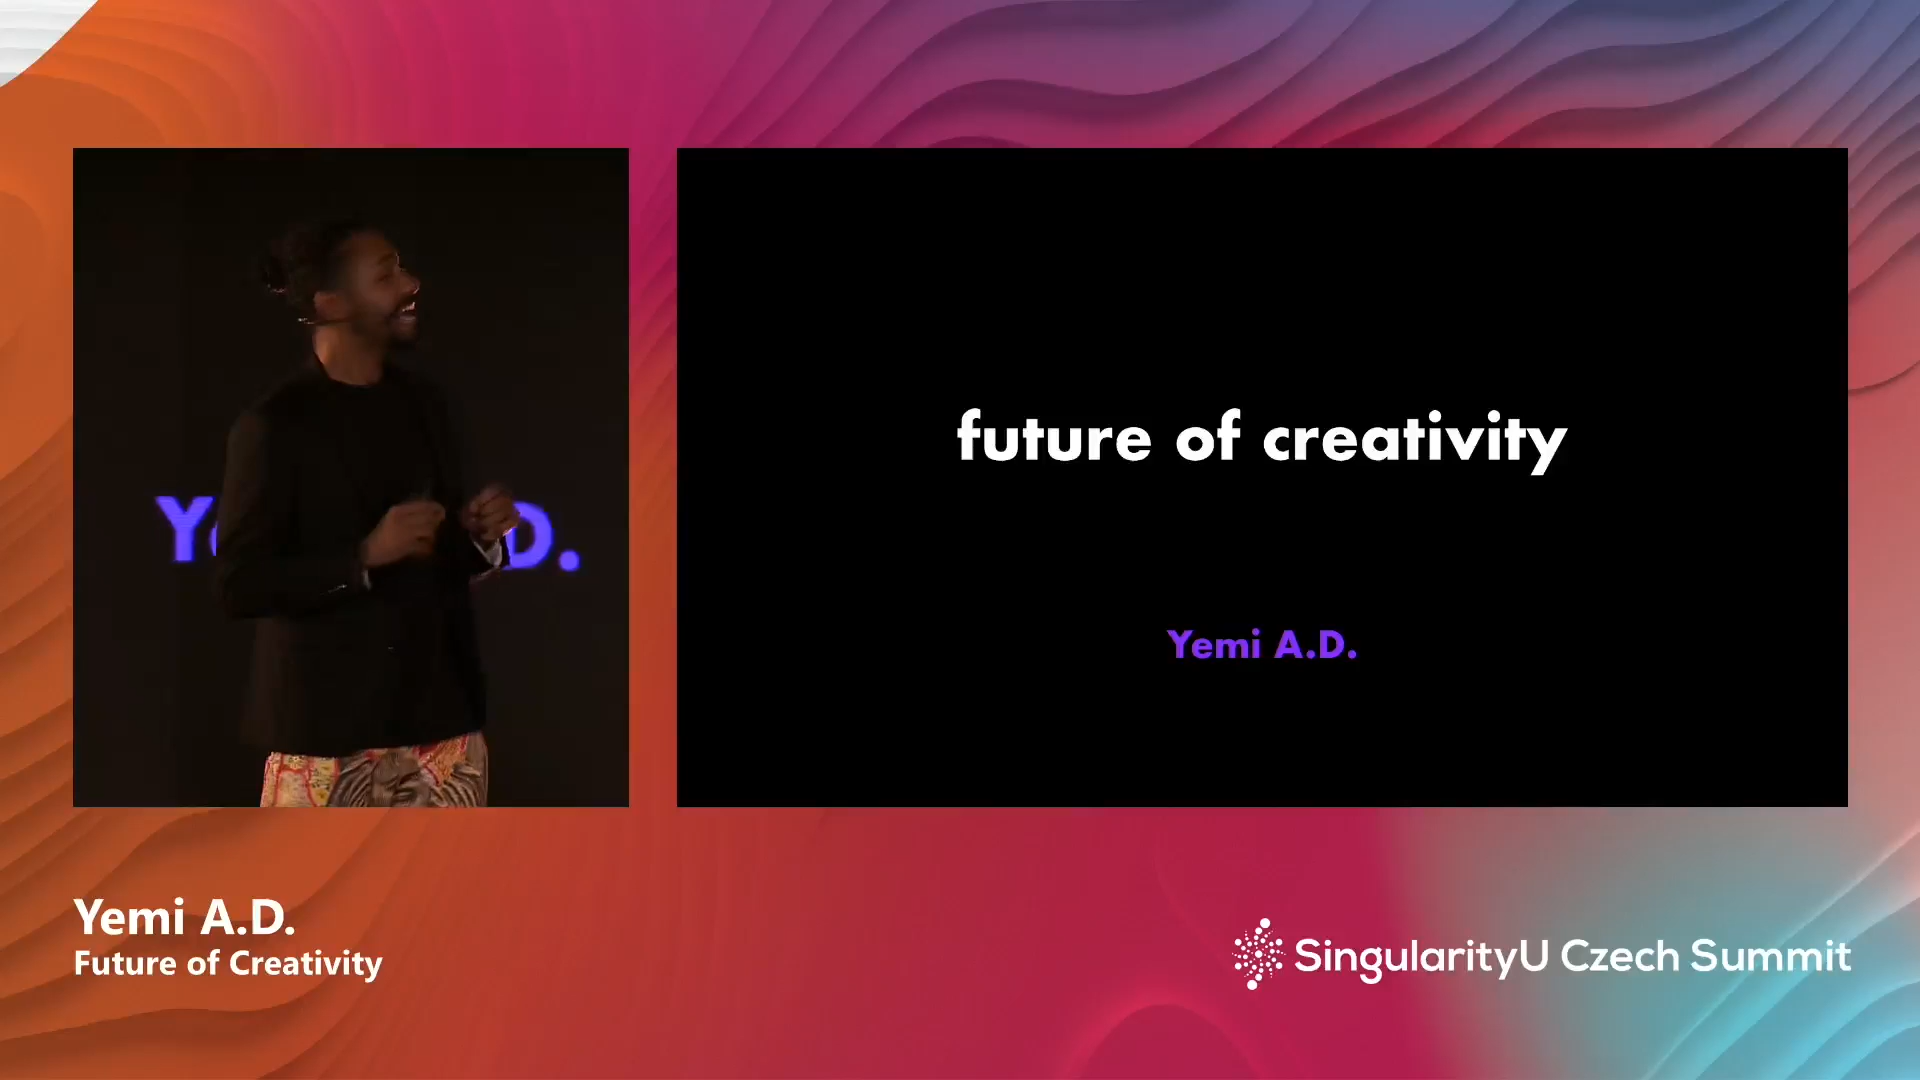 Y D.
future of creativity
Yemi A.D.
Yemi A.D.
Future of Creativity
SingularityU Czech Summit